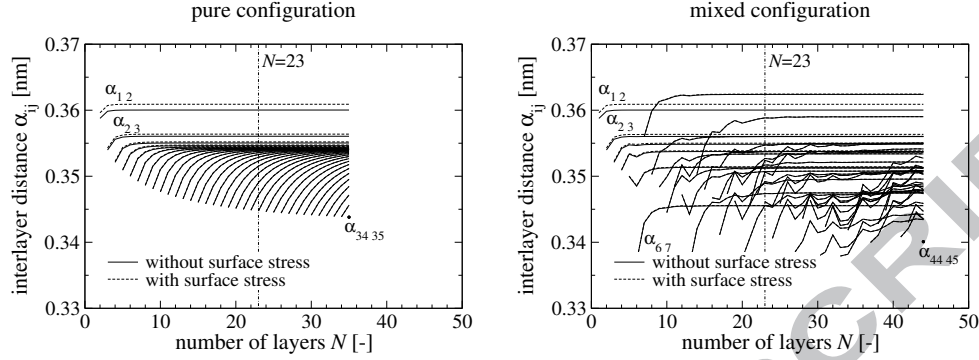 pure configuration
0.37
0.36
0.35
0.34
0.33
interlayer distance α_ij [nm]
α_1 2
α_2 3
N=23
α_34 35
without surface stress
with surface stress
0 10 20 30 40 50
number of layers N [-]
mixed configuration
0.37
0.36
0.35
0.34
0.33
interlayer distance α_ij [nm]
α_1 2
α_2 3
N=23
α_6 7
α_44 45
without surface stress
with surface stress
0 10 20 30 40 50
number of layers N [-]
CRI